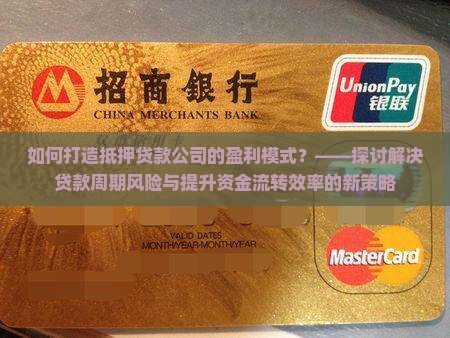 招商銀行
CHINA MERCHANTS BANK
UnionPay
银联
如何打造抵押贷款公司的盈利模式？——探讨解决
贷款周期风险与提升资金流转效率的新策略
VALID DATES
MONTH/YEAR-MONTH/YEAR
MasterCard